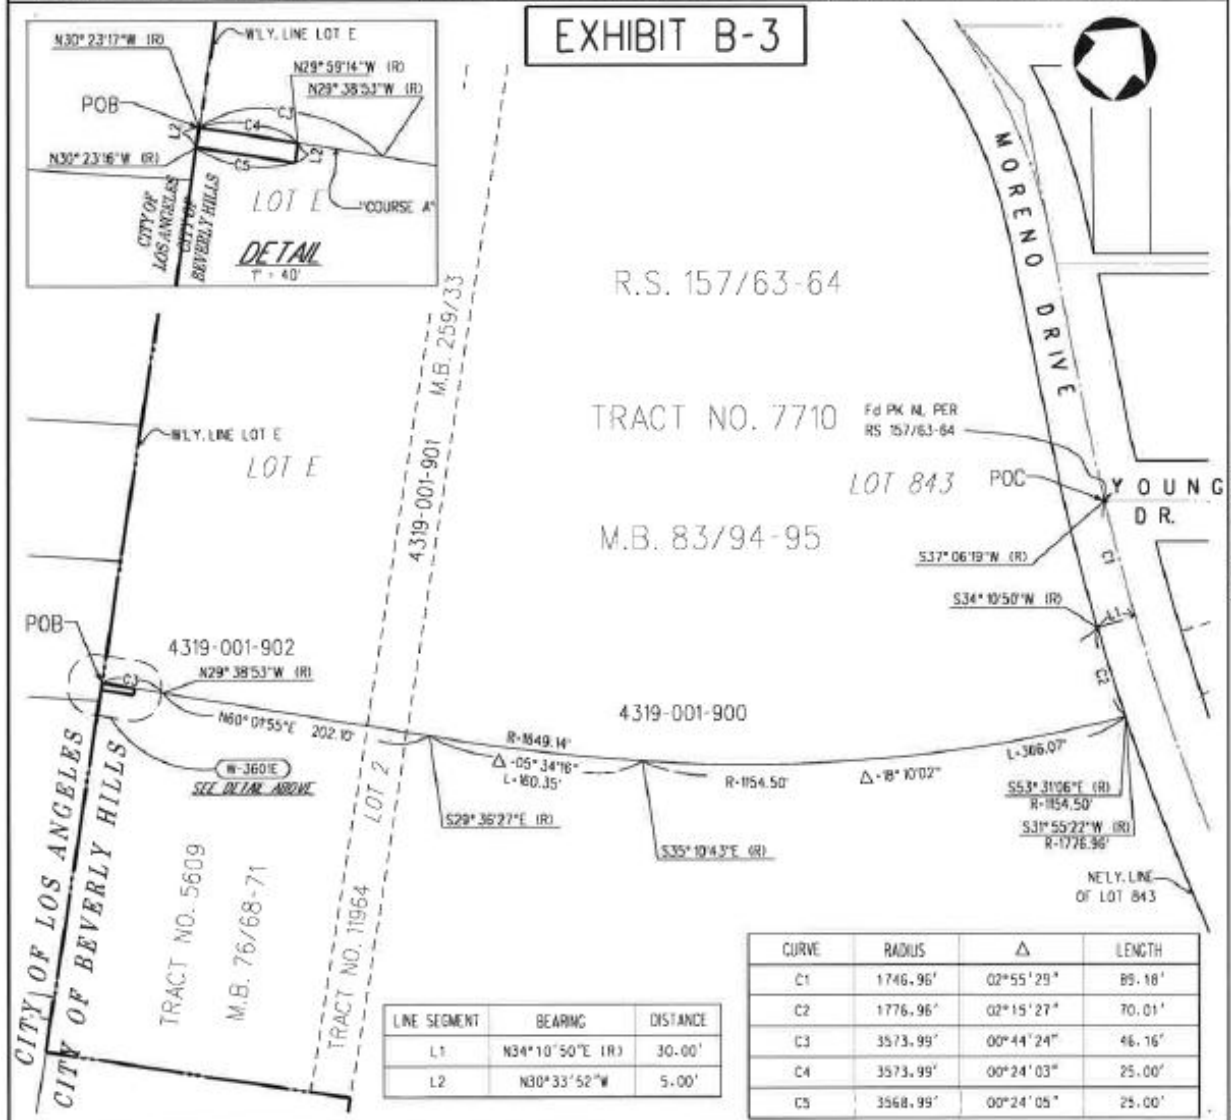 EXHIBIT B-3
N30°23'17"W (R)
W'LY. LINE LOT E
N29°59'14"W (R)
N29°38'53"W (R)
POB
C3
C4
L2
L2
N30°23'16"W (R)
C5
CITY OF
LOS ANGELES
CITY OF
BEVERLY HILLS
LOT E
"COURSE A"
DETAIL
1" = 40'
MORENO DRIVE
R.S. 157/63-64
M.B. 259/33
TRACT NO. 7710
Fd PK NL PER
RS 157/63-64
W'LY. LINE LOT E
LOT E
4319-001-901
LOT 843
POC
YOUNG
DR.
M.B. 83/94-95
S37°06'19"W (R)
C1
S34°10'50"W (R)
L1
C2
POB
4319-001-902
C3
N29°38'53"W (R)
N60°01'55"E 202.10'
4319-001-900
R=1649.14'
Δ=05°34'16"
L=160.35'
R=1154.50'
Δ=18°10'02"
L=366.07'
W-3601E
SEE DETAIL ABOVE
LOT 2
S29°36'27"E (R)
S35°10'43"E (R)
S53°31'06"E (R)
R=1154.50'
S31°55'22"W (R)
R=1776.96'
NE'LY. LINE
OF LOT 843
CITY OF LOS ANGELES
CITY OF BEVERLY HILLS
TRACT NO. 5609
M.B. 76/68-71
TRACT NO. 11964
LINE SEGMENT BEARING DISTANCE
L1 N34°10'50"E (R) 30.00'
L2 N30°33'52"W 5.00'
CURVE RADIUS Δ LENGTH
C1 1746.96' 02°55'29" 89.18'
C2 1776.96' 02°15'27" 70.01'
C3 3573.99' 00°44'24" 46.16'
C4 3573.99' 00°24'03" 25.00'
C5 3568.99' 00°24'05" 25.00'